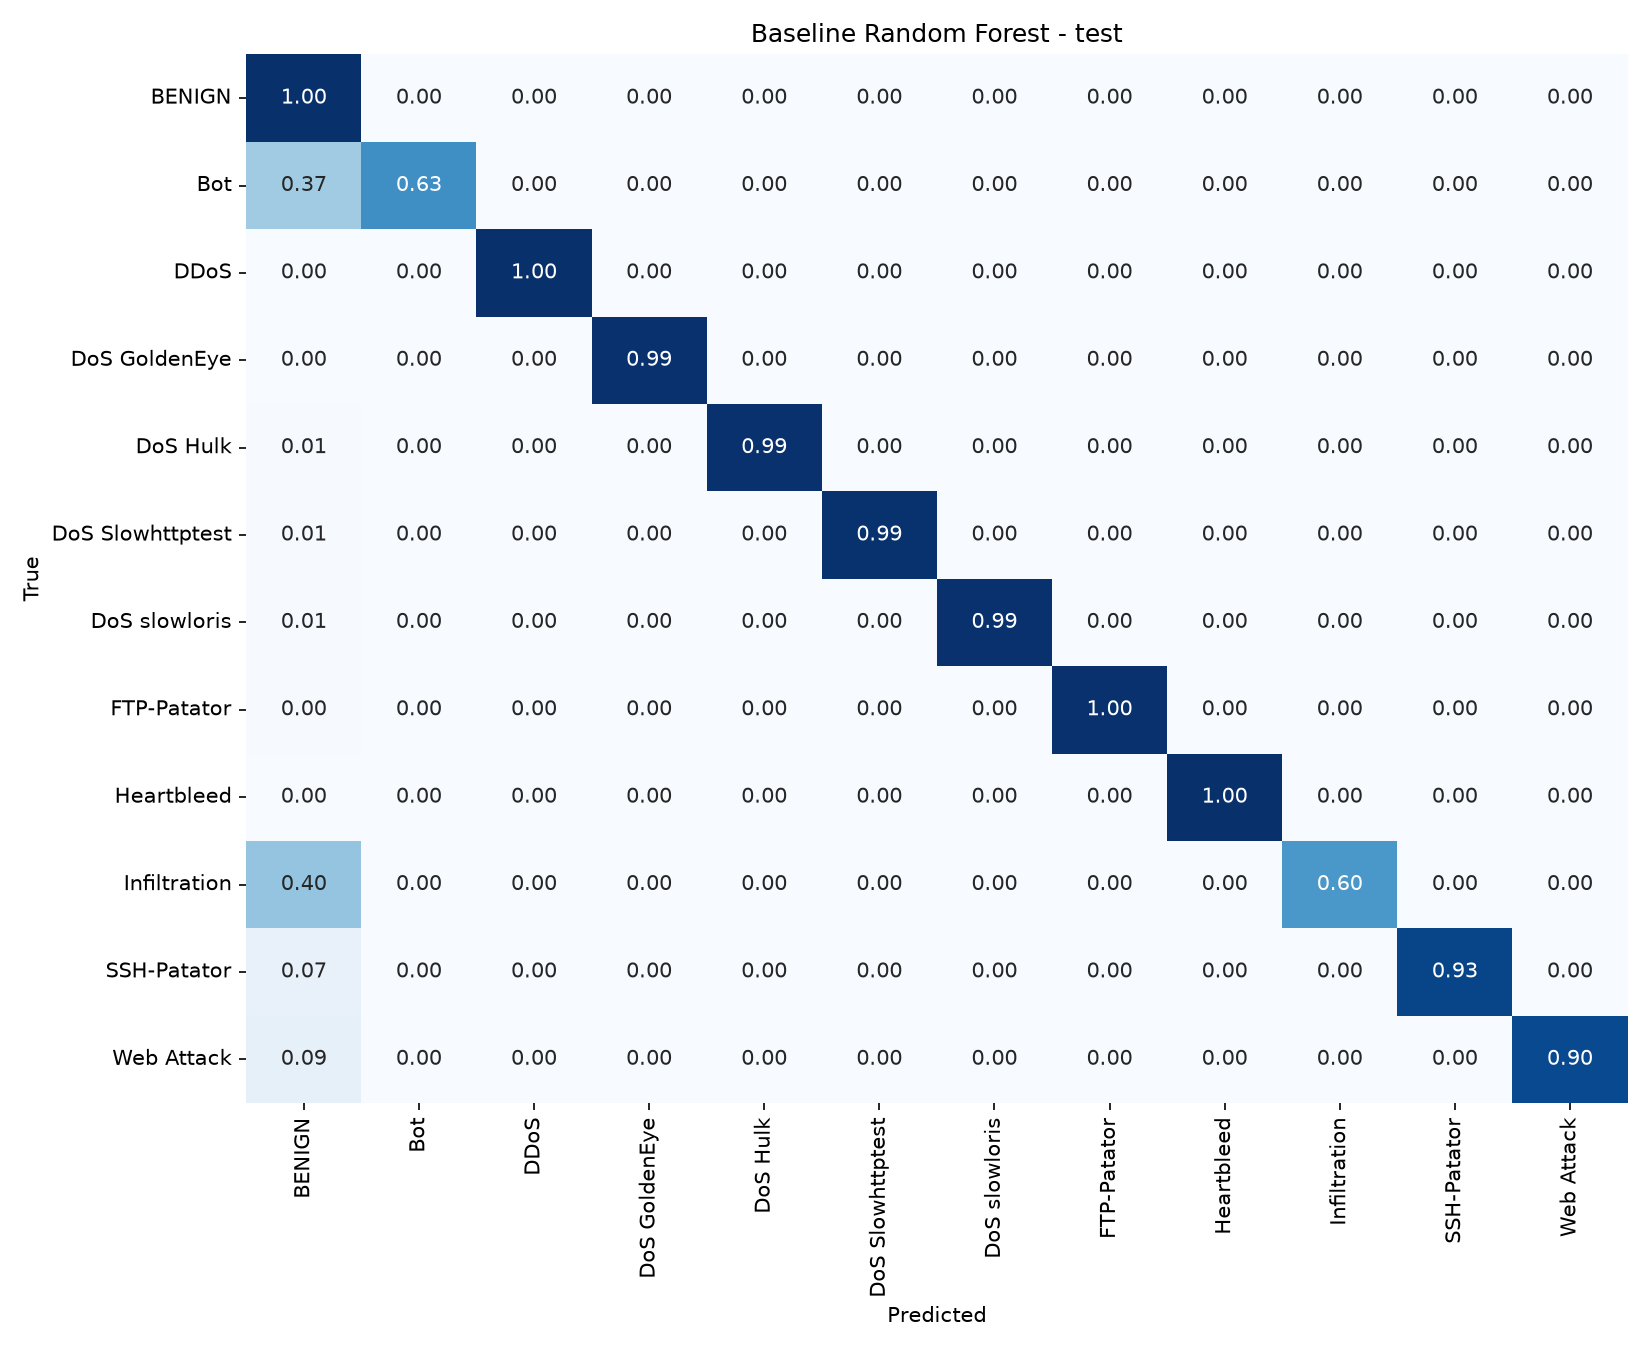 Baseline Random Forest - test
BENIGN 1.00 0.00 0.00 0.00 0.00 0.00 0.00 0.00 0.00 0.00 0.00 0.00
Bot 0.37 0.63 0.00 0.00 0.00 0.00 0.00 0.00 0.00 0.00 0.00 0.00
DDoS 0.00 0.00 1.00 0.00 0.00 0.00 0.00 0.00 0.00 0.00 0.00 0.00
DoS GoldenEye 0.00 0.00 0.00 0.99 0.00 0.00 0.00 0.00 0.00 0.00 0.00 0.00
DoS Hulk 0.01 0.00 0.00 0.00 0.99 0.00 0.00 0.00 0.00 0.00 0.00 0.00
DoS Slowhttptest 0.01 0.00 0.00 0.00 0.00 0.99 0.00 0.00 0.00 0.00 0.00 0.00
DoS slowloris 0.01 0.00 0.00 0.00 0.00 0.00 0.99 0.00 0.00 0.00 0.00 0.00
FTP-Patator 0.00 0.00 0.00 0.00 0.00 0.00 0.00 1.00 0.00 0.00 0.00 0.00
Heartbleed 0.00 0.00 0.00 0.00 0.00 0.00 0.00 0.00 1.00 0.00 0.00 0.00
Infiltration 0.40 0.00 0.00 0.00 0.00 0.00 0.00 0.00 0.00 0.60 0.00 0.00
SSH-Patator 0.07 0.00 0.00 0.00 0.00 0.00 0.00 0.00 0.00 0.00 0.93 0.00
Web Attack 0.09 0.00 0.00 0.00 0.00 0.00 0.00 0.00 0.00 0.00 0.00 0.90
True
BENIGN
Bot
DDoS
DoS GoldenEye
DoS Hulk
DoS Slowhttptest
DoS slowloris
FTP-Patator
Heartbleed
Infiltration
SSH-Patator
Web Attack
Predicted